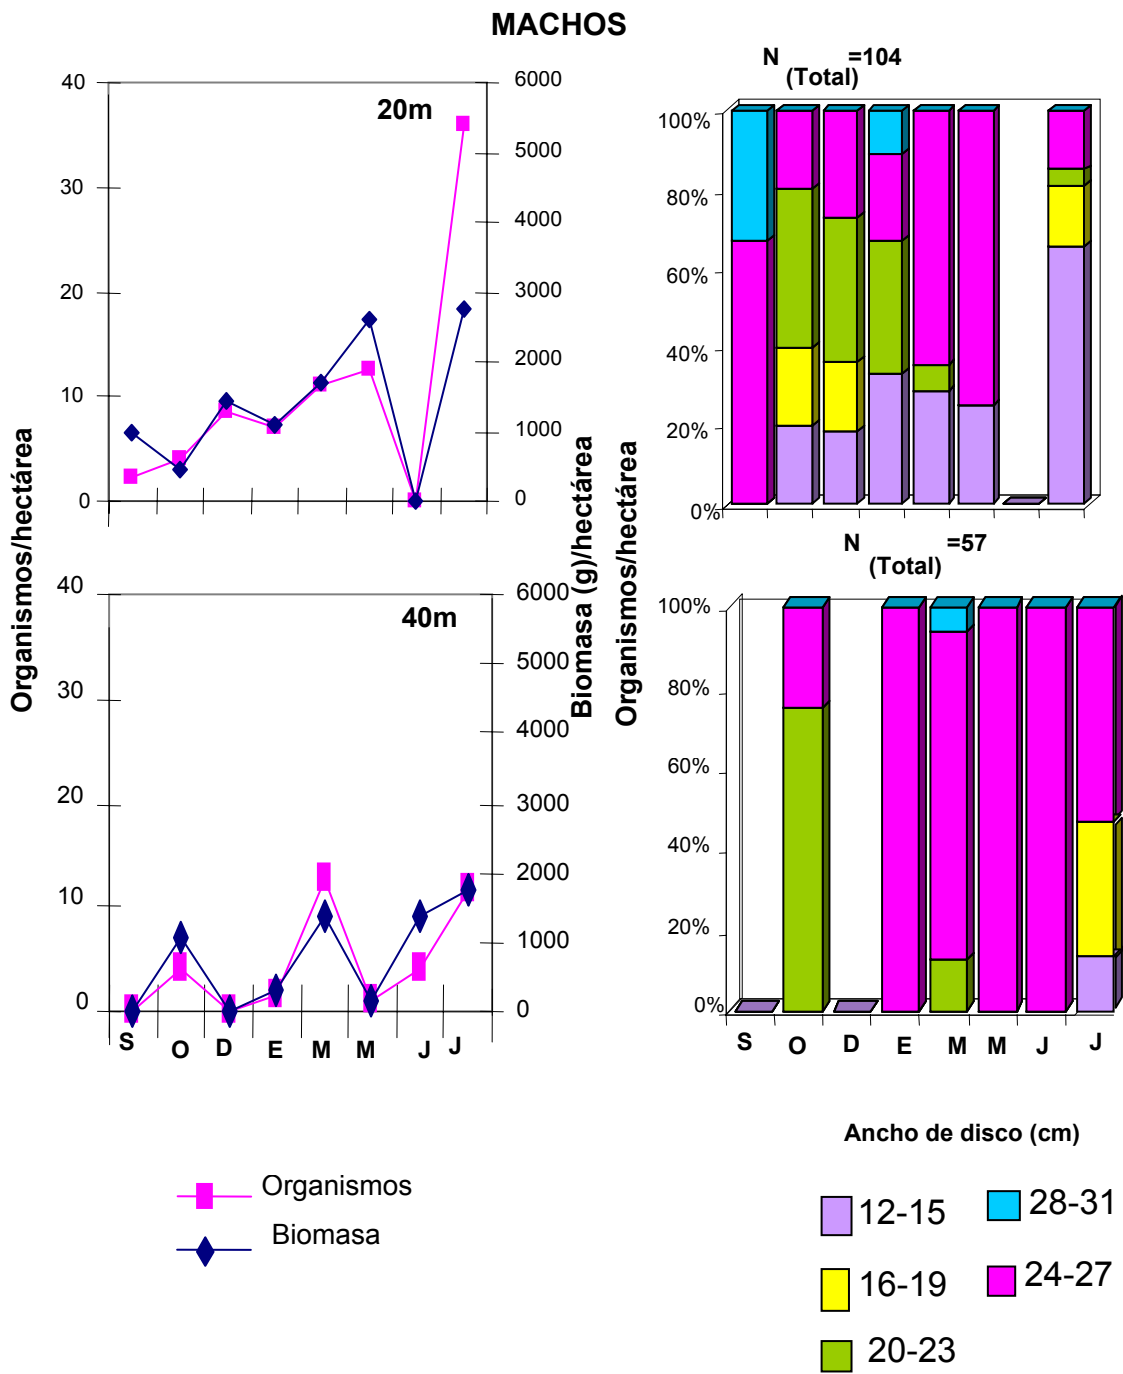 MACHOS
N =104
(Total)
20m
40
30
20
10
0
6000
5000
4000
3000
2000
1000
0
100%
80%
60%
40%
20%
0%
Organismos/hectárea
Biomasa (g)/hectárea
Organismos/hectárea
N =57
(Total)
40m
40
30
20
10
0
6000
5000
4000
3000
2000
1000
0
100%
80%
60%
40%
20%
0%
S O D E M M J J
S O D E M M J J
Organismos
Biomasa
Ancho de disco (cm)
12-15
28-31
16-19
24-27
20-23